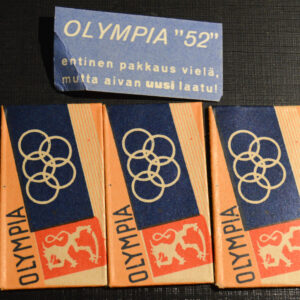 OLYMPIA "52"
entinen pakkaus vielä,
mutta aivan uusi laatu!
OLYMPIA
OLYMPIA
OLYMPIA